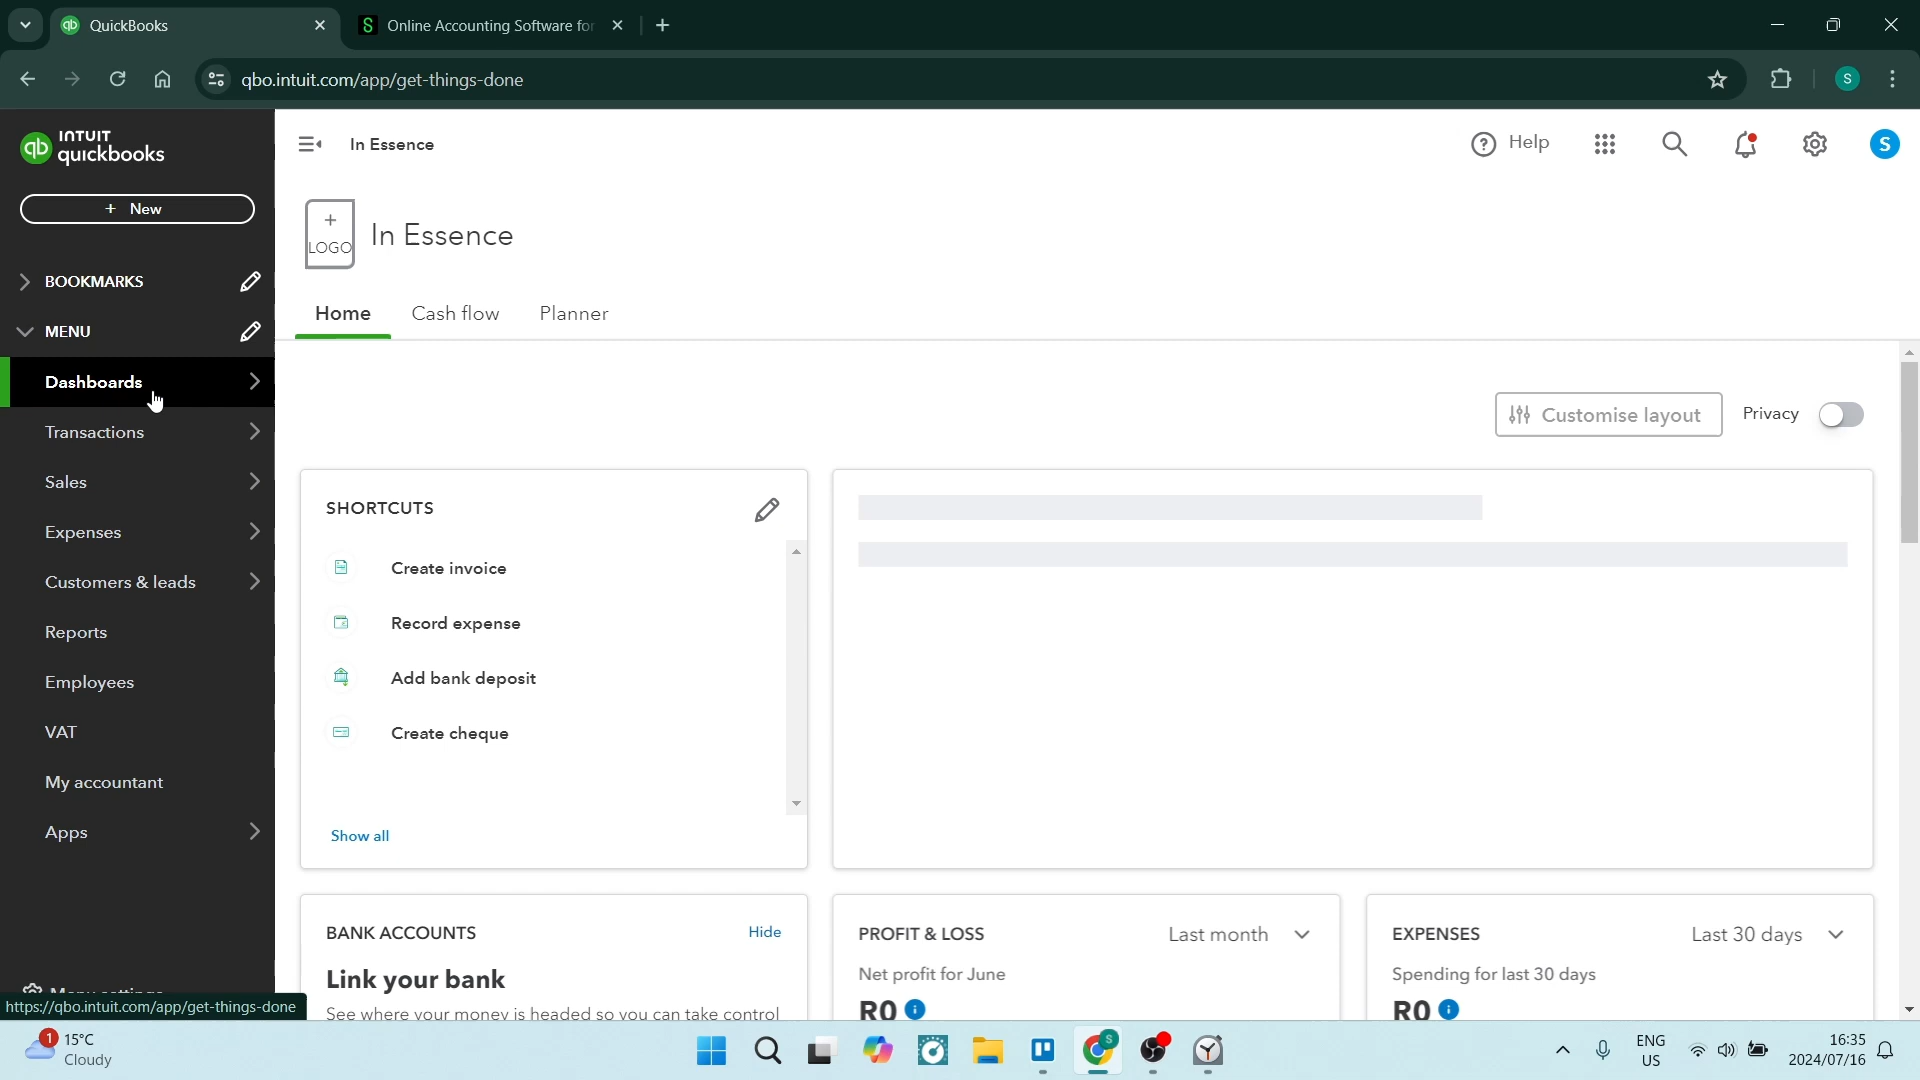 QuickBooks
S Online Accounting Software for
qbo.intuit.com/app/get-things-done
S
qb INTUIT quickbooks
+ New
BOOKMARKS
MENU
Dashboards
Transactions
Sales
Expenses
Customers & leads
Reports
Employees
VAT
My accountant
Apps
Menu settings
https://qbo.intuit.com/app/get-things-done
In Essence
Help
S
+
LOGO
In Essence
Home Cash flow Planner
Customise layout
Privacy
SHORTCUTS
Create invoice
Record expense
Add bank deposit
Create cheque
Show all
BANK ACCOUNTS
Hide
Link your bank
See where your money is headed so you can take control
PROFIT & LOSS
Last month
Net profit for June
R0
EXPENSES
Last 30 days
Spending for last 30 days
R0
1
15°C
Cloudy
S
ENG
US
16:35
2024/07/16